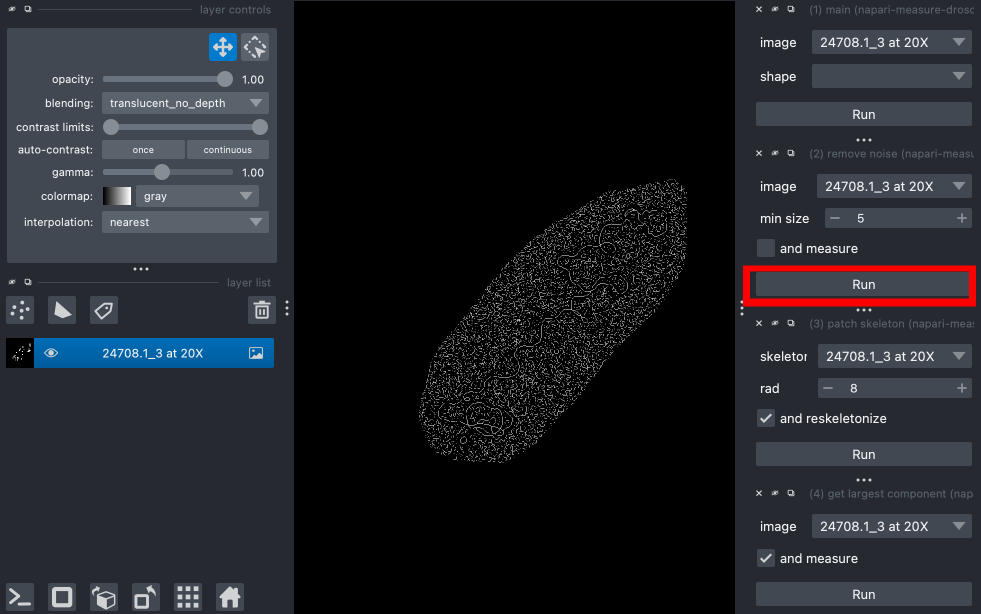 layer controls
opacity: 1.00
blending: translucent_no_depth
contrast limits:
auto-contrast: once continuous
gamma: 1.00
colormap: gray
interpolation: nearest
layer list
24708.1_3 at 20X
(1) main (napari-measure-drosc
image 24708.1_3 at 20X
shape
Run
(2) remove noise (napari-measu
image 24708.1_3 at 20X
min size 5
and measure
Run
(3) patch skeleton (napari-meas
skeletor 24708.1_3 at 20X
rad 8
and reskeletonize
Run
(4) get largest component (nap
image 24708.1_3 at 20X
and measure
Run